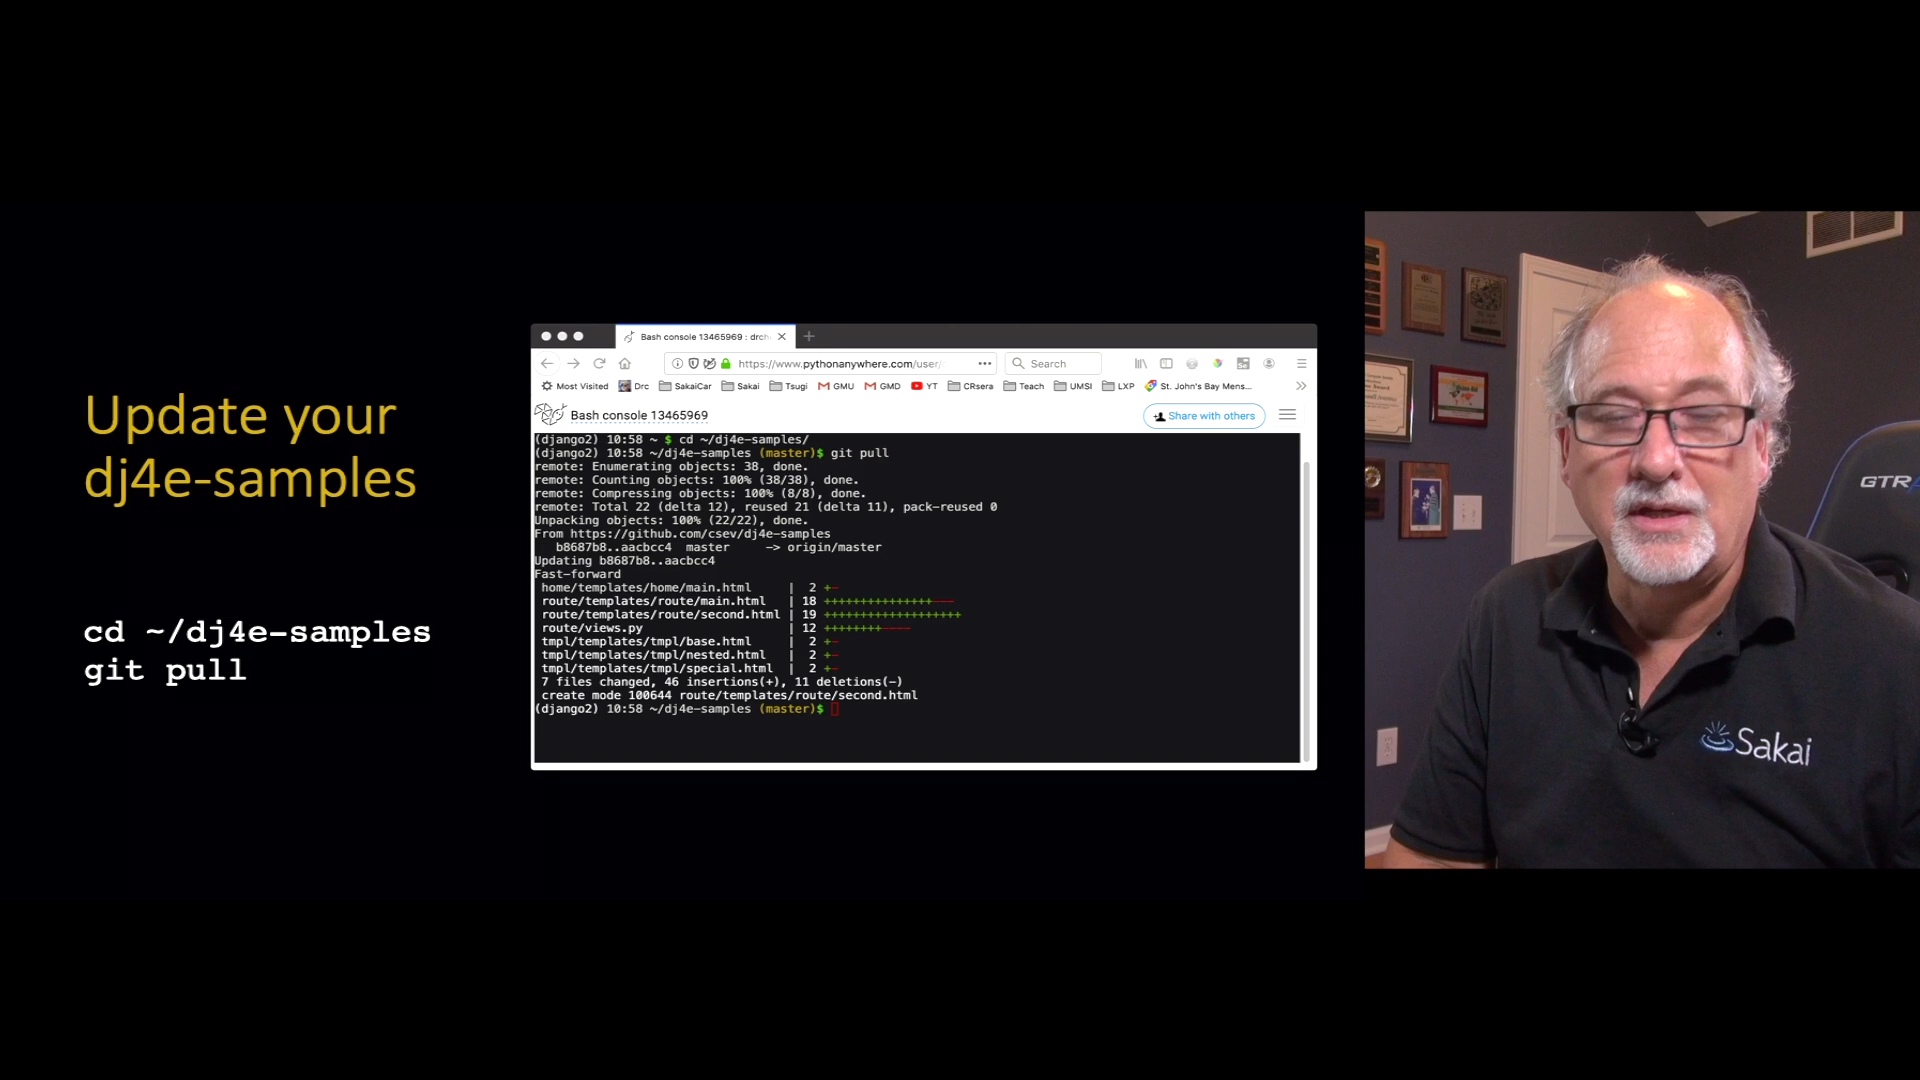 Update your
dj4e-samples
cd ~/dj4e-samples
git pull
Bash console 13465969 : drch
https://www.pythonanywhere.com/user/
Search
Most Visited Drc SakaiCar Sakai Tsugi GMU GMD YT CRsera Teach UMSI LXP St. John's Bay Mens...
Bash console 13465969
Share with others
(django2) 10:58 ~ $ cd ~/dj4e-samples/
(django2) 10:58 ~/dj4e-samples (master)$ git pull
remote: Enumerating objects: 38, done.
remote: Counting objects: 100% (38/38), done.
remote: Compressing objects: 100% (8/8), done.
remote: Total 22 (delta 12), reused 21 (delta 11), pack-reused 0
Unpacking objects: 100% (22/22), done.
From https://github.com/csev/dj4e-samples
b8687b8..aacbcc4 master -> origin/master
Updating b8687b8..aacbcc4
Fast-forward
home/templates/home/main.html | 2 +-
route/templates/route/main.html | 18 +++++++++++++++---
route/templates/route/second.html | 19 +++++++++++++++++++
route/views.py | 12 ++++++++----
tmpl/templates/tmpl/base.html | 2 +-
tmpl/templates/tmpl/nested.html | 2 +-
tmpl/templates/tmpl/special.html | 2 +-
7 files changed, 46 insertions(+), 11 deletions(-)
create mode 100644 route/templates/route/second.html
(django2) 10:58 ~/dj4e-samples (master)$
GTR
Sakai